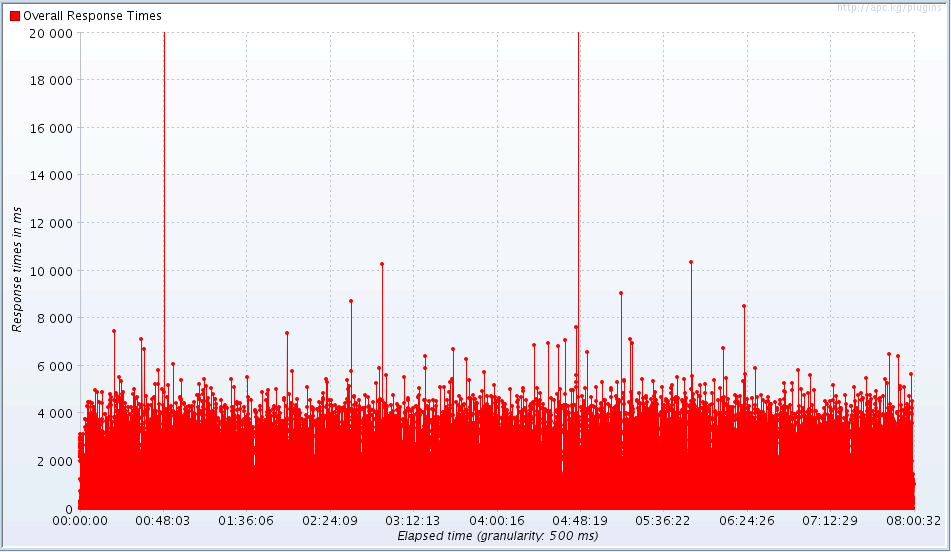 http://apc.kg/plugins
Overall Response Times
20 000
18 000
16 000
14 000
12 000
10 000
8 000
6 000
4 000
2 000
0
Response times in ms
00:00:00 00:48:03 01:36:06 02:24:09 03:12:13 04:00:16 04:48:19 05:36:22 06:24:26 07:12:29 08:00:32
Elapsed time (granularity: 500 ms)